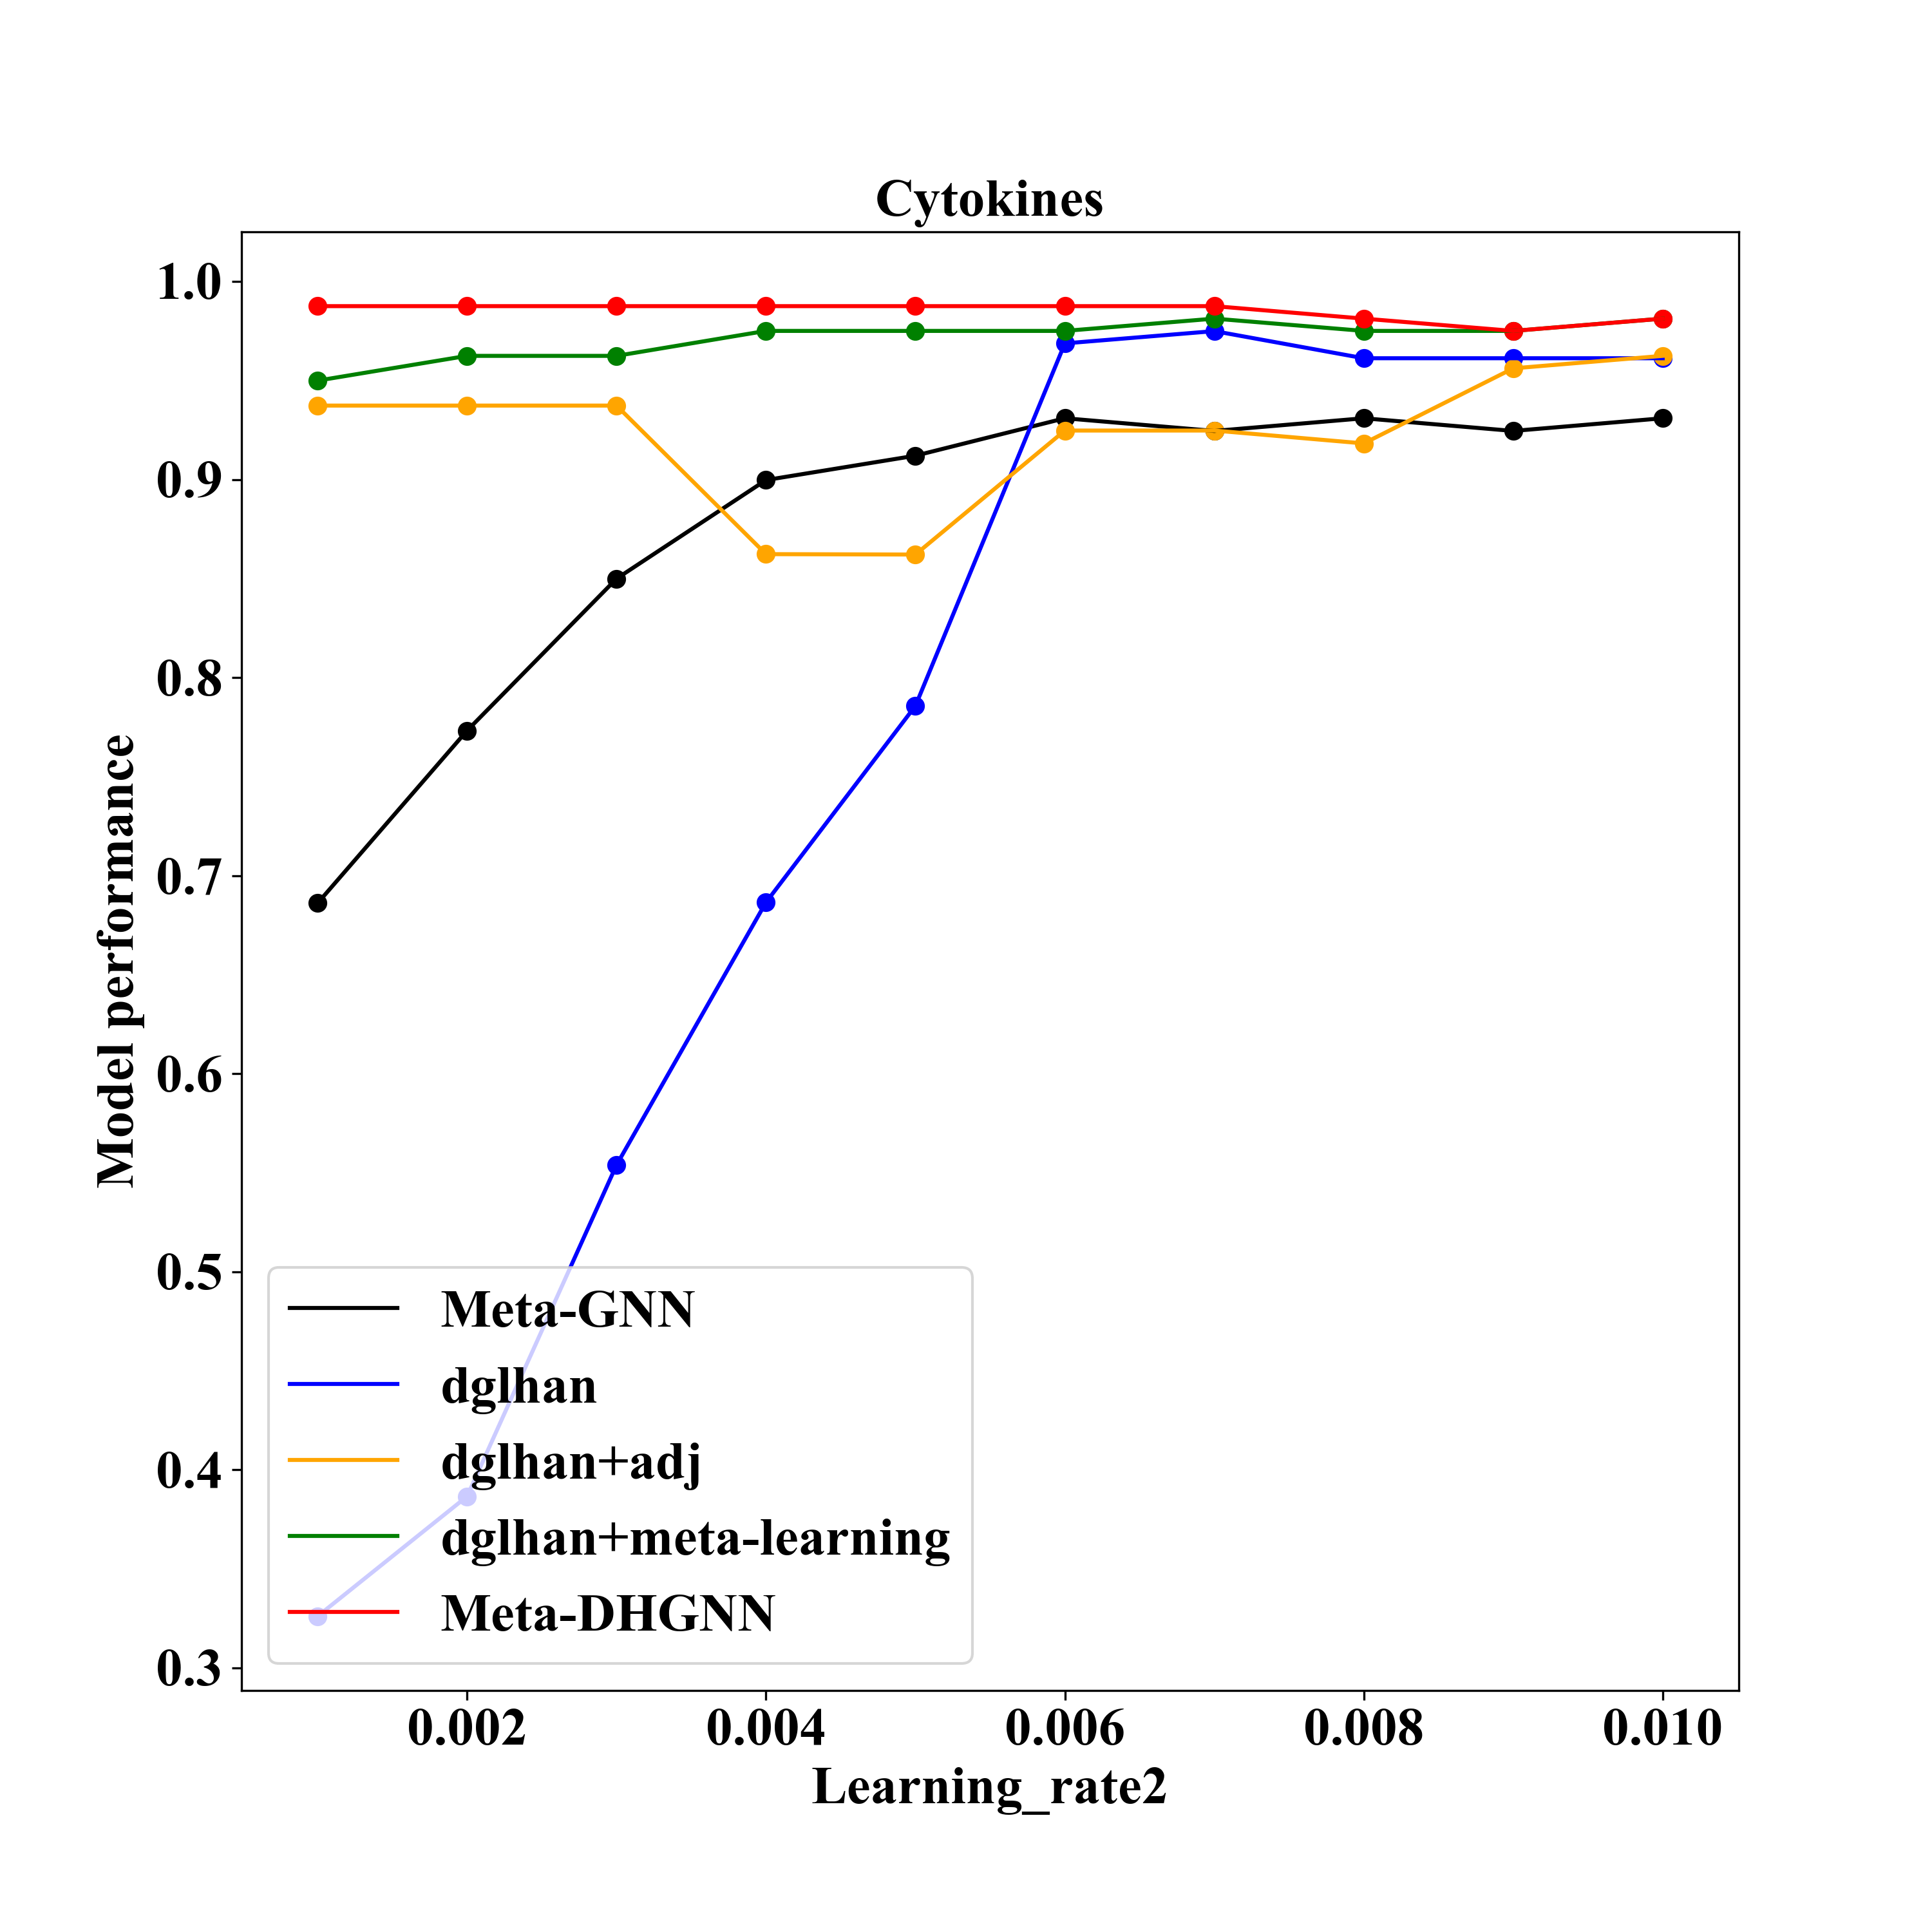 Cytokines
1.0
0.9
0.8
0.7
0.6
0.5
0.4
0.3
Model performance
Meta-GNN
dglhan
dglhan+adj
dglhan+meta-learning
Meta-DHGNN
0.002 0.004 0.006 0.008 0.010
Learning_rate2